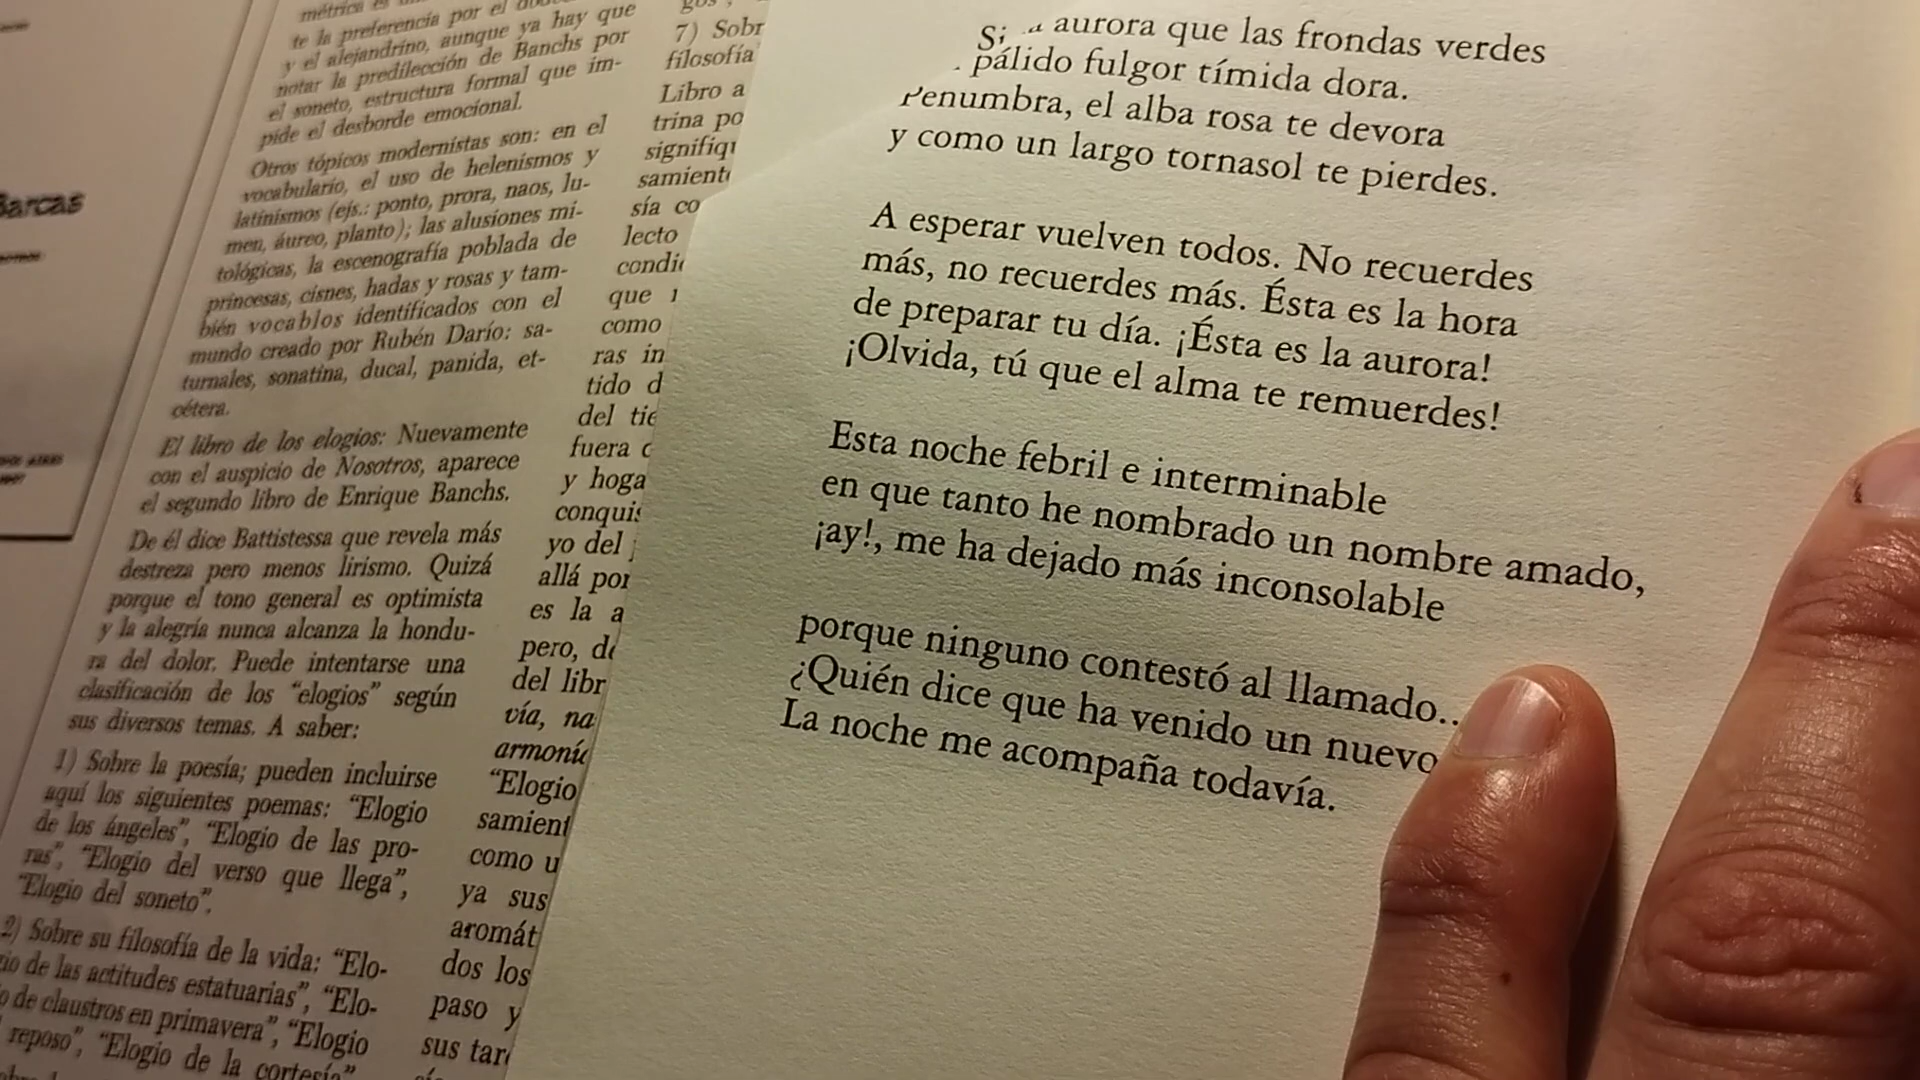 Barcas
te la preferencia por el
y el alejandrino, aunque ya hay que
notar la predilección de Banchs por
el soneto, estructura formal que im-
pide el desborde emocional.
Otros tópicos modernistas son: en el
vocabulario, el uso de helenismos y
latinismos (ejs.: ponto, prora, naos, lu-
men, áureo, planto); las alusiones mi-
tológicas, la escenografía poblada de
princesas, cisnes, hadas y rosas y tam-
bién vocablos identificados con el
mundo creado por Rubén Darío: sa-
turnales, sonatina, ducal, panida, et-
cétera.
El libro de los elogios: Nuevamente
con el auspicio de Nosotros, aparece
el segundo libro de Enrique Banchs.
De él dice Battistessa que revela más
destreza pero menos lirismo. Quizá
porque el tono general es optimista
y la alegría nunca alcanza la hondu-
ra del dolor. Puede intentarse una
clasificación de los “elogios” según
sus diversos temas. A saber:
1) Sobre la poesía; pueden incluirse
aquí los siguientes poemas: “Elogio
de los ángeles”, “Elogio de las pro-
ras”, “Elogio del verso que llega”,
“Elogio del soneto”.
2) Sobre su filosofía de la vida: “Elo-
gio de las actitudes estatuarias”, “Elo-
de claustros en primavera”, “Elogio
reposo”, “Elogio de la cortesía”
7) Sobr
filosofía
Libro a
trina po
signifiq
samient
sía co
lecto
condi
que
como
ras in
tido d
del tie
fuera
y hoga
conqui
yo del
allá por
es la a
pero, d
del libr
vía, na
armoni
“Elogio
samient
como u
ya sus
aromát
dos los
paso y
sus tar
aurora que las frondas verdes
pálido fulgor tímida dora.
Penumbra, el alba rosa te devora
y como un largo tornasol te pierdes.
A esperar vuelven todos. No recuerdes
más, no recuerdes más. Ésta es la hora
de preparar tu día. ¡Ésta es la aurora!
¡Olvida, tú que el alma te remuerdes!
Esta noche febril e interminable
en que tanto he nombrado un nombre amado,
¡ay!, me ha dejado más inconsolable
porque ninguno contestó al llamado..
¿Quién dice que ha venido un nuevo
La noche me acompaña todavía.